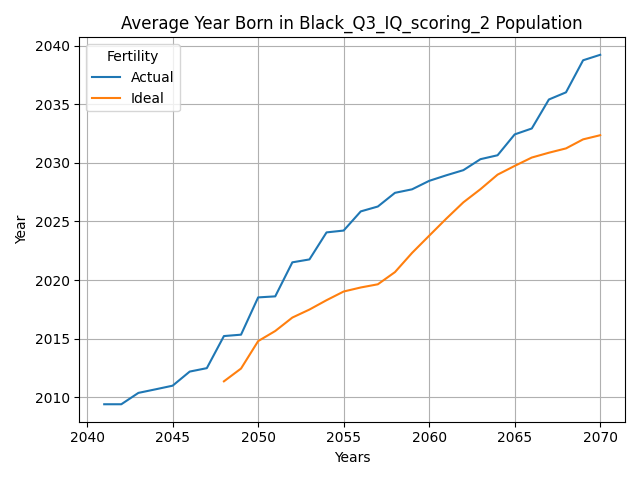 Average Year Born in Black_Q3_IQ_scoring_2 Population
Fertility
Actual
Ideal
2040
2035
2030
2025
2020
2015
2010
Year
2040 2045 2050 2055 2060 2065 2070
Years